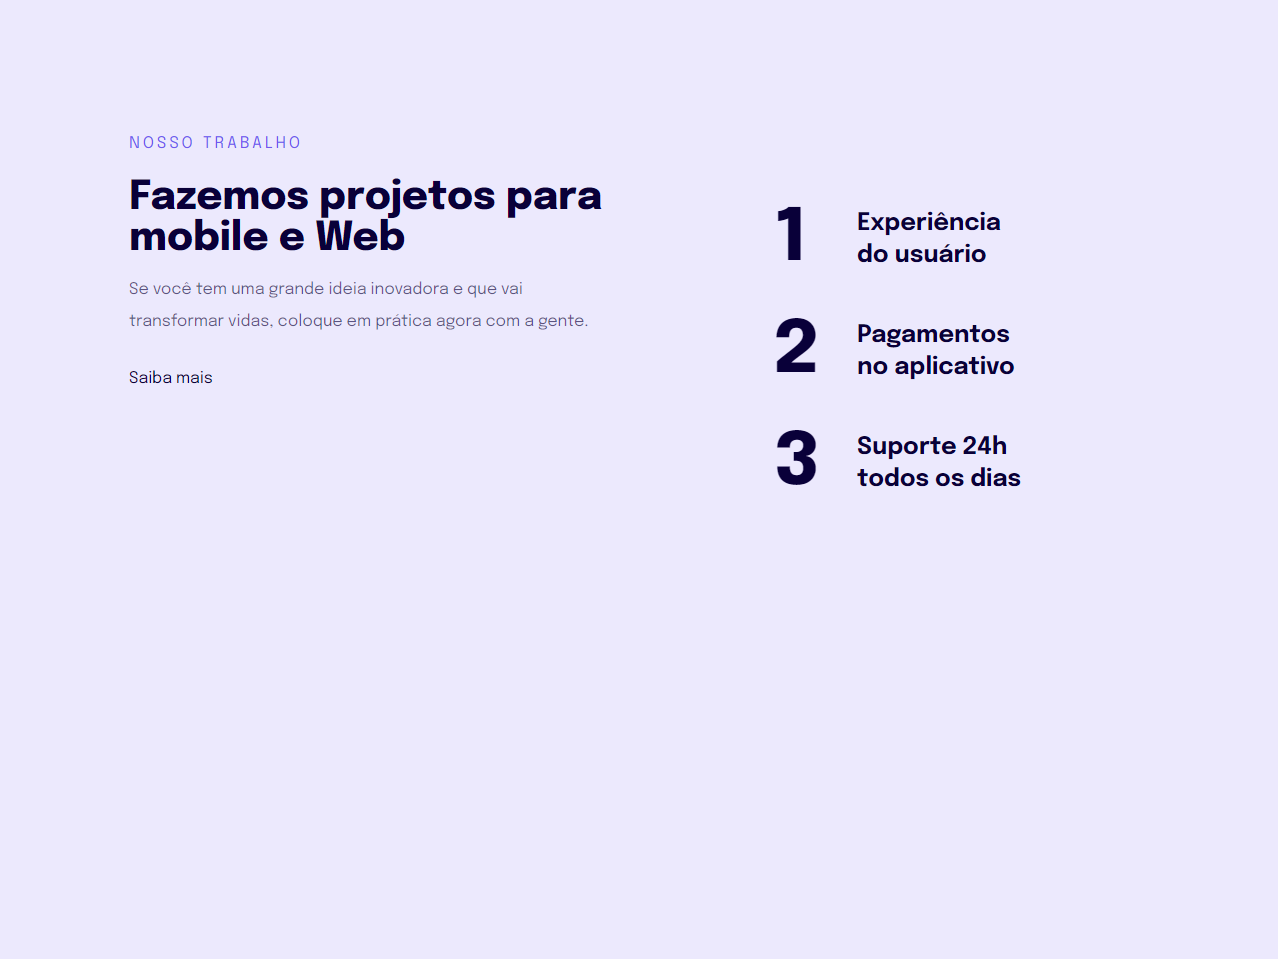 NOSSO TRABALHO
Fazemos projetos para
mobile e Web
Se você tem uma grande ideia inovadora e que vai
transformar vidas, coloque em prática agora com a gente.
Saiba mais
1
Experiência
do usuário
2
Pagamentos
no aplicativo
3
Suporte 24h
todos os dias